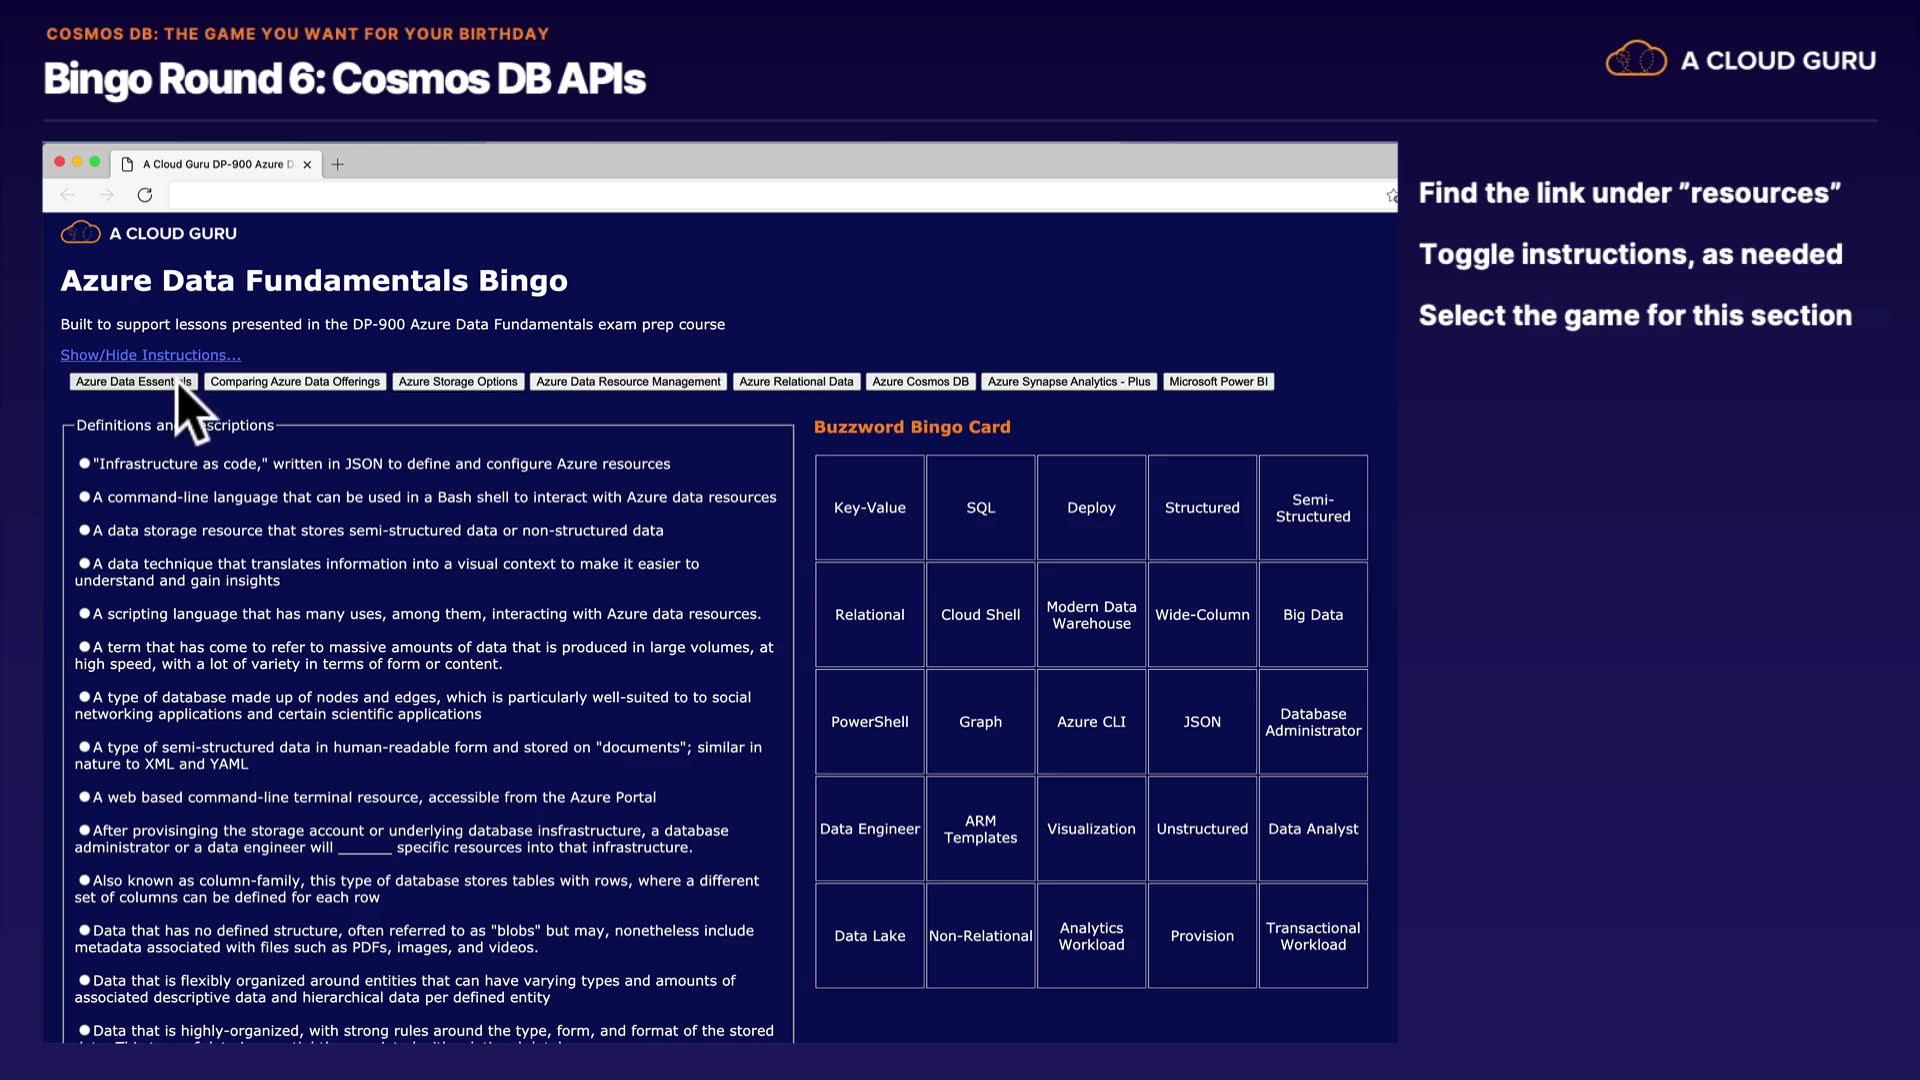 COSMOS DB: THE GAME YOU WANT FOR YOUR BIRTHDAY
Bingo Round 6: Cosmos DB APIs
A CLOUD GURU
A Cloud Guru DP-900 Azure D
A CLOUD GURU
Azure Data Fundamentals Bingo
Built to support lessons presented in the DP-900 Azure Data Fundamentals exam prep course
Show/Hide Instructions...
Azure Data Essentials
Comparing Azure Data Offerings
Azure Storage Options
Azure Data Resource Management
Azure Relational Data
Azure Cosmos DB
Azure Synapse Analytics - Plus
Microsoft Power BI
Definitions and Descriptions
"Infrastructure as code," written in JSON to define and configure Azure resources
A command-line language that can be used in a Bash shell to interact with Azure data resources
A data storage resource that stores semi-structured data or non-structured data
A data technique that translates information into a visual context to make it easier to
understand and gain insights
A scripting language that has many uses, among them, interacting with Azure data resources.
A term that has come to refer to massive amounts of data that is produced in large volumes, at
high speed, with a lot of variety in terms of form or content.
A type of database made up of nodes and edges, which is particularly well-suited to to social
networking applications and certain scientific applications
A type of semi-structured data in human-readable form and stored on "documents"; similar in
nature to XML and YAML
A web based command-line terminal resource, accessible from the Azure Portal
After provisinging the storage account or underlying database insfrastructure, a database
administrator or a data engineer will _______ specific resources into that infrastructure.
Also known as column-family, this type of database stores tables with rows, where a different
set of columns can be defined for each row
Data that has no defined structure, often referred to as "blobs" but may, nonetheless include
metadata associated with files such as PDFs, images, and videos.
Data that is flexibly organized around entities that can have varying types and amounts of
associated descriptive data and hierarchical data per defined entity
Data that is highly-organized, with strong rules around the type, form, and format of the stored
Buzzword Bingo Card
Key-Value
SQL
Deploy
Structured
Semi-
Structured
Relational
Cloud Shell
Modern Data
Warehouse
Wide-Column
Big Data
PowerShell
Graph
Azure CLI
JSON
Database
Administrator
Data Engineer
ARM
Templates
Visualization
Unstructured
Data Analyst
Data Lake
Non-Relational
Analytics
Workload
Provision
Transactional
Workload
Find the link under "resources"
Toggle instructions, as needed
Select the game for this section